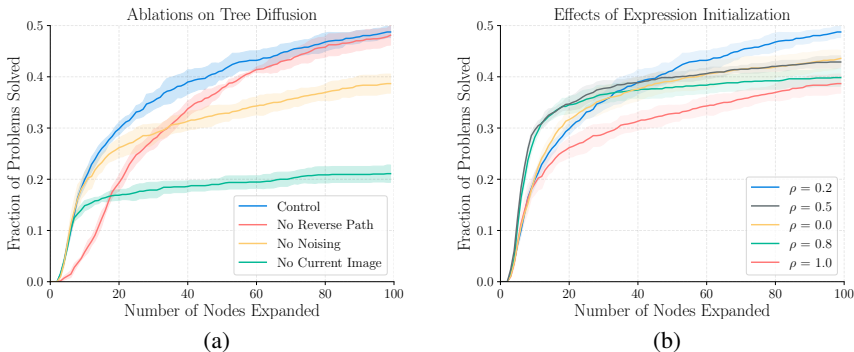 Ablations on Tree Diffusion
Fraction of Problems Solved
0.5
0.4
0.3
0.2
0.1
0.0
0 20 40 60 80 100
Number of Nodes Expanded
Control
No Reverse Path
No Noising
No Current Image
(a)
Effects of Expression Initialization
Fraction of Problems Solved
0.5
0.4
0.3
0.2
0.1
0.0
0 20 40 60 80 100
Number of Nodes Expanded
ρ = 0.2
ρ = 0.5
ρ = 0.0
ρ = 0.8
ρ = 1.0
(b)